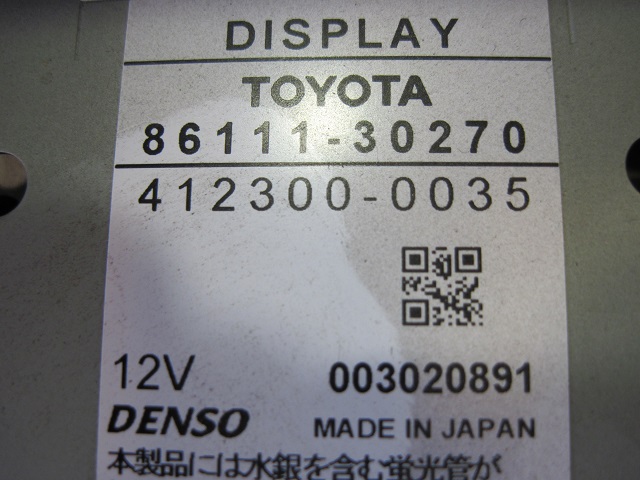 DISPLAY
TOYOTA
86111-30270
412300-0035
12V
003020891
DENSO
MADE IN JAPAN
本製品には水銀を含む蛍光管が